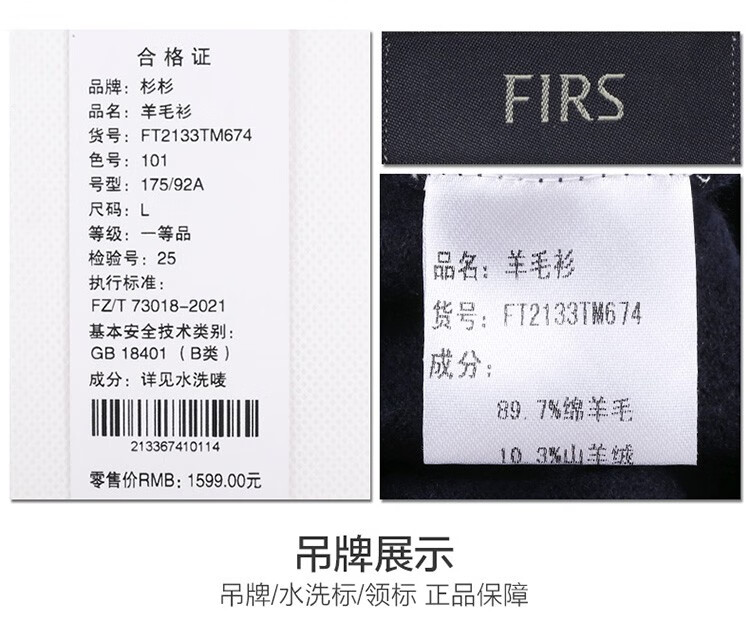 合格证
品牌：杉杉
品名：羊毛衫
货号：FT2133TM674
色号：101
号型：175/92A
尺码：L
等级：一等品
检验号：25
执行标准：
FZ/T 73018-2021
基本安全技术类别：
GB 18401（B类）
成分：详见水洗唛
213367410114
零售价RMB：1599.00元
FIRS
品名：羊毛衫
货号：FT2133TM674
成分：
89.7%绵羊毛
10.3%山羊绒
吊牌展示
吊牌/水洗标/领标 正品保障